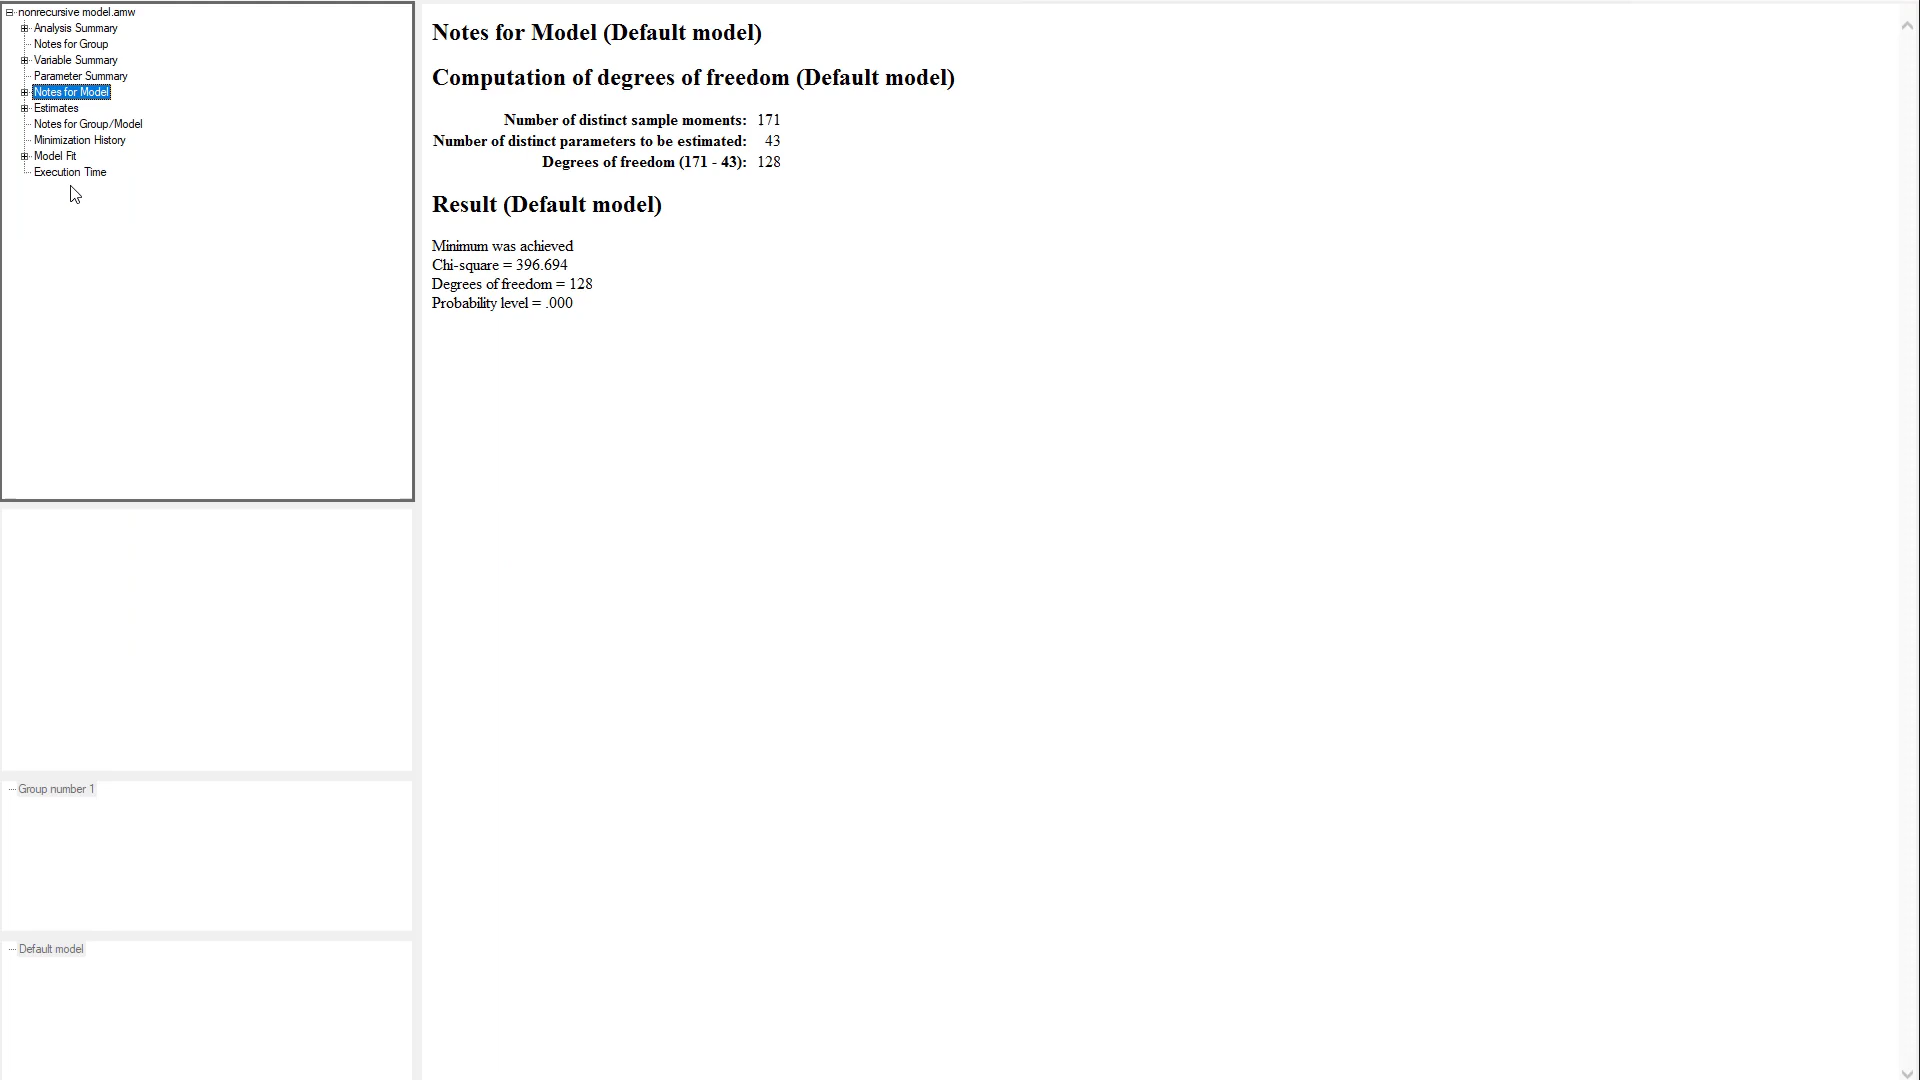 nonrecursive model.amw
Analysis Summary
Notes for Group
Variable Summary
Parameter Summary
Notes for Model
Estimates
Notes for Group/Model
Minimization History
Model Fit
Execution Time
Group number 1
Default model
Notes for Model (Default model)
Computation of degrees of freedom (Default model)
Number of distinct sample moments: 171
Number of distinct parameters to be estimated: 43
Degrees of freedom (171 - 43): 128
Result (Default model)
Minimum was achieved
Chi-square = 396.694
Degrees of freedom = 128
Probability level = .000